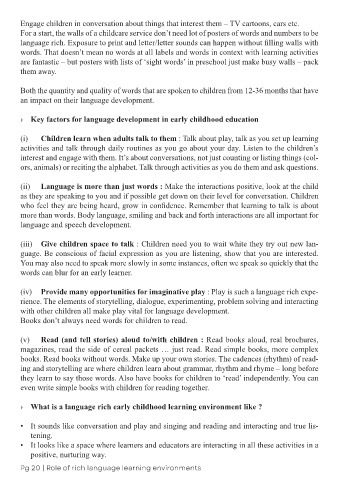 Engage children in conversation about things that interest them – TV cartoons, cars etc.
For a start, the walls of a childcare service don't need lot of posters of words and numbers to be
language rich. Exposure to print and letter/letter sounds can happen without filling walls with
words. That doesn't mean no words at all labels and words in context with learning activities
are fantastic – but posters with lists of 'sight words' in preschool just make busy walls – pack
them away.
Both the quantity and quality of words that are spoken to children from 12-36 months that have
an impact on their language development.
› Key factors for language development in early childhood education
(i) Children learn when adults talk to them : Talk about play, talk as you set up learning
activities and talk through daily routines as you go about your day. Listen to the children's
interest and engage with them. It's about conversations, not just counting or listing things (col-
ors, animals) or reciting the alphabet. Talk through activities as you do them and ask questions.
(ii) Language is more than just words : Make the interactions positive, look at the child
as they are speaking to you and if possible get down on their level for conversation. Children
who feel they are being heard, grow in confidence. Remember that learning to talk is about
more than words. Body language, smiling and back and forth interactions are all important for
language and speech development.
(iii) Give children space to talk : Children need you to wait white they try out new lan-
guage. Be conscious of facial expression as you are listening, show that you are interested.
You may also need to speak more slowly in some instances, often we speak so quickly that the
words can blur for an early learner.
(iv) Provide many opportunities for imaginative play : Play is such a language rich expe-
rience. The elements of storytelling, dialogue, experimenting, problem solving and interacting
with other children all make play vital for language development.
Books don't always need words for children to read.
(v) Read (and tell stories) aloud to/with children : Read books aloud, real brochures,
magazines, read the side of cereal packets … just read. Read simple books, more complex
books. Read books without words. Make up your own stories. The cadences (rhythm) of read-
ing and storytelling are where children learn about grammar, rhythm and rhyme – long before
they learn to say those words. Also have books for children to 'read' independently. You can
even write simple books with children for reading together.
› What is a language rich early childhood learning environment like ?
• It sounds like conversation and play and singing and reading and interacting and true lis-
tening.
• It looks like a space where learners and educators are interacting in all these activities in a
positive, nurturing way.
Pg 20 | Role of rich language learning environments